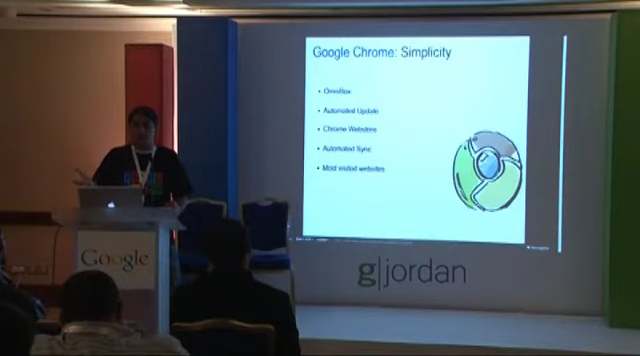 Google Chrome: Simplicity
• OmniBox
• Automated Update
• Chrome Webstore
• Automated Sync
• Most visited websites
Google
g|jordan